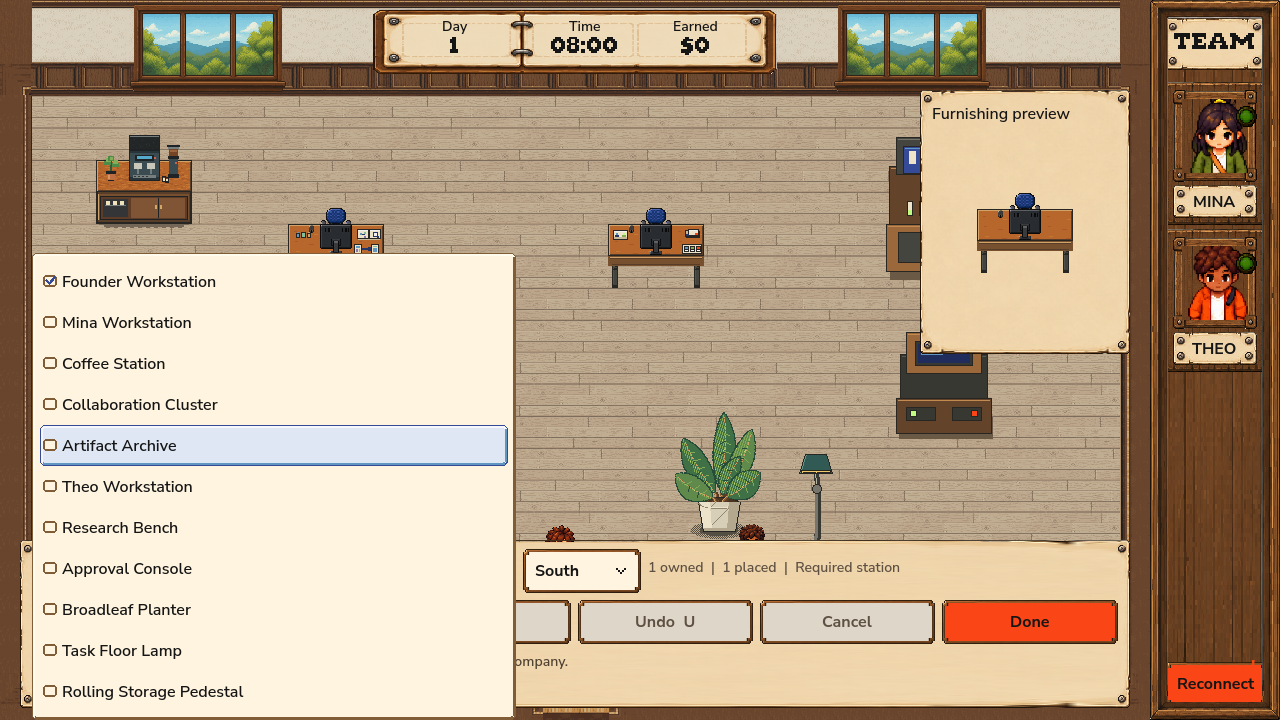 Day
1
Time
08:00
Earned
$0
TEAM
Furnishing preview
MINA
THEO
Founder Workstation
Mina Workstation
Coffee Station
Collaboration Cluster
Artifact Archive
Theo Workstation
Research Bench
Approval Console
Broadleaf Planter
Task Floor Lamp
Rolling Storage Pedestal
South
1 owned | 1 placed | Required station
Undo U
Cancel
Done
ompany.
Reconnect